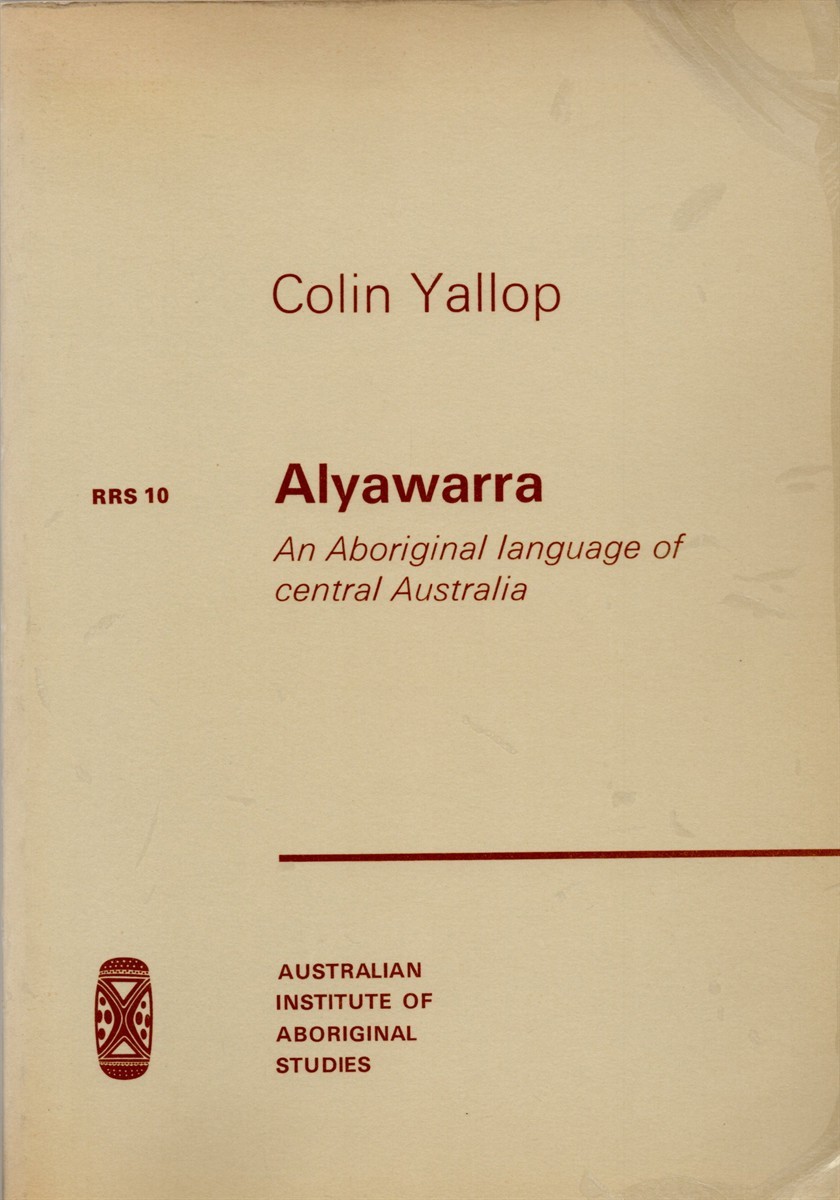 Colin Yallop
RRS 10
Alyawarra
An Aboriginal language of
central Australia
AUSTRALIAN
INSTITUTE OF
ABORIGINAL
STUDIES